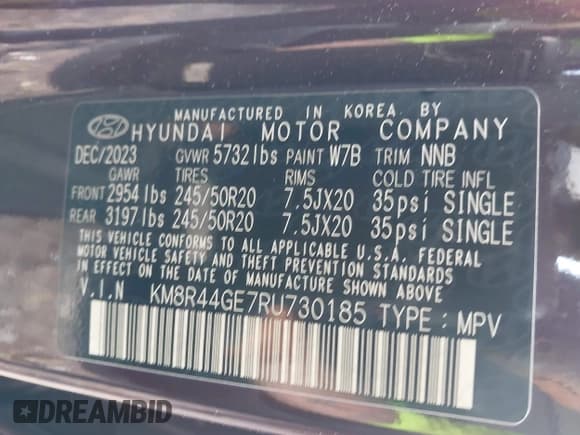 MANUFACTURED IN KOREA BY
HYUNDAI MOTOR COMPANY
DEC/2023 GVWR 5732lbs PAINT W7B TRIM NNB
GAWR TIRES RIMS COLD TIRE INFL
FRONT 2954lbs 245/50R20 7.5JX20 35psi SINGLE
REAR 3197lbs 245/50R20 7.5JX20 35psi SINGLE
THIS VEHICLE CONFORMS TO ALL APPLICABLE U.S.A. FEDERAL
MOTOR VEHICLE SAFETY AND THEFT PREVENTION STANDARDS
IN EFFECT ON THE DATE OF MANUFACTURE SHOWN ABOVE.
V.I.N KM8R44GE7RU730185 TYPE : MPV
DREAMBID